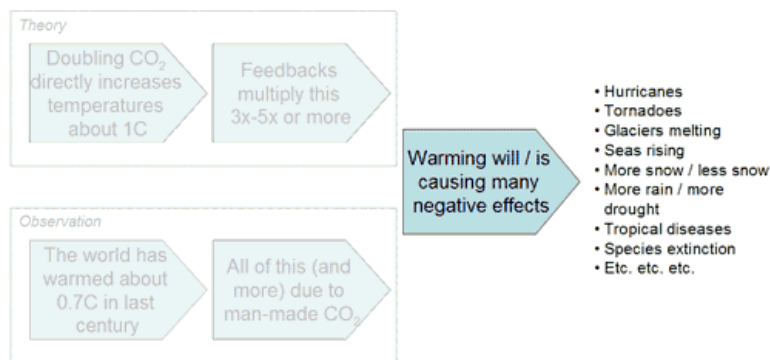 Theory
Doubling CO2
directly increases
temperatures
about 1C
Feedbacks
multiply this
3x-5x or more
Warming will / is
causing many
negative effects
• Hurricanes
• Tornadoes
• Glaciers melting
• Seas rising
• More snow / less snow
• More rain / more
drought
• Tropical diseases
• Species extinction
• Etc. etc. etc.
Observation
The world has
warmed about
0.7C in last
century
All of this (and
more) due to
man-made CO2